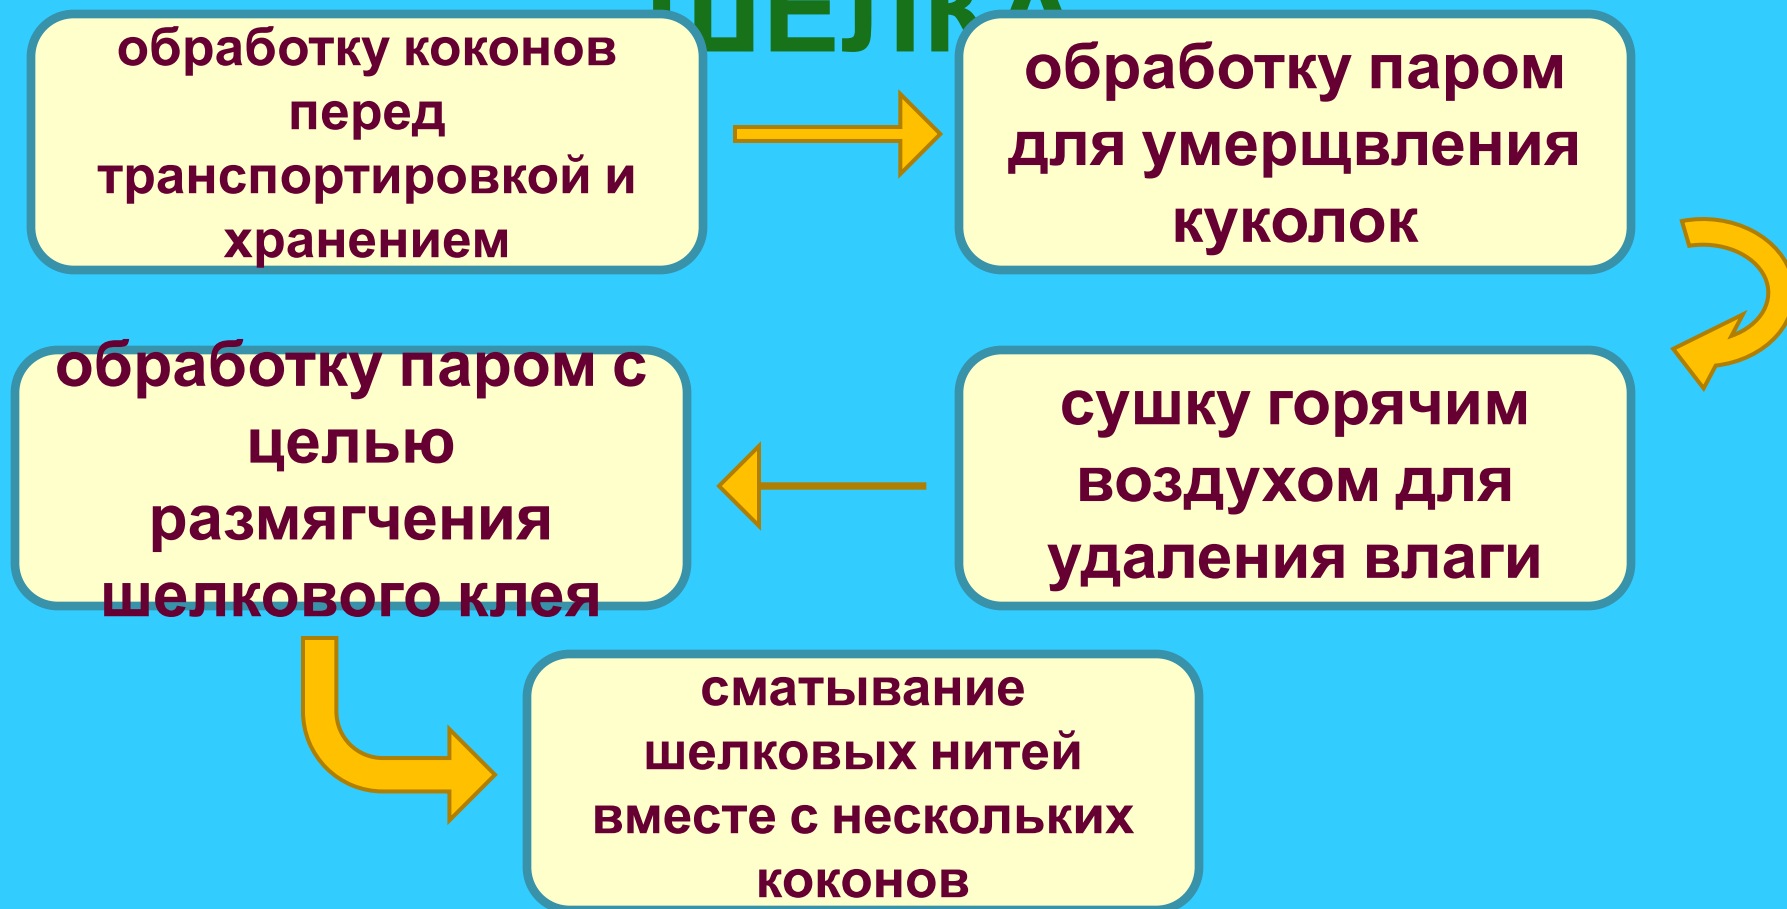 ШЕЛКА
обработку коконов
перед
транспортировкой и
хранением
обработку паром
для умерщвления
куколок
сушку горячим
воздухом для
удаления влаги
обработку паром с
целью
размягчения
шелкового клея
сматывание
шелковых нитей
вместе с нескольких
коконов